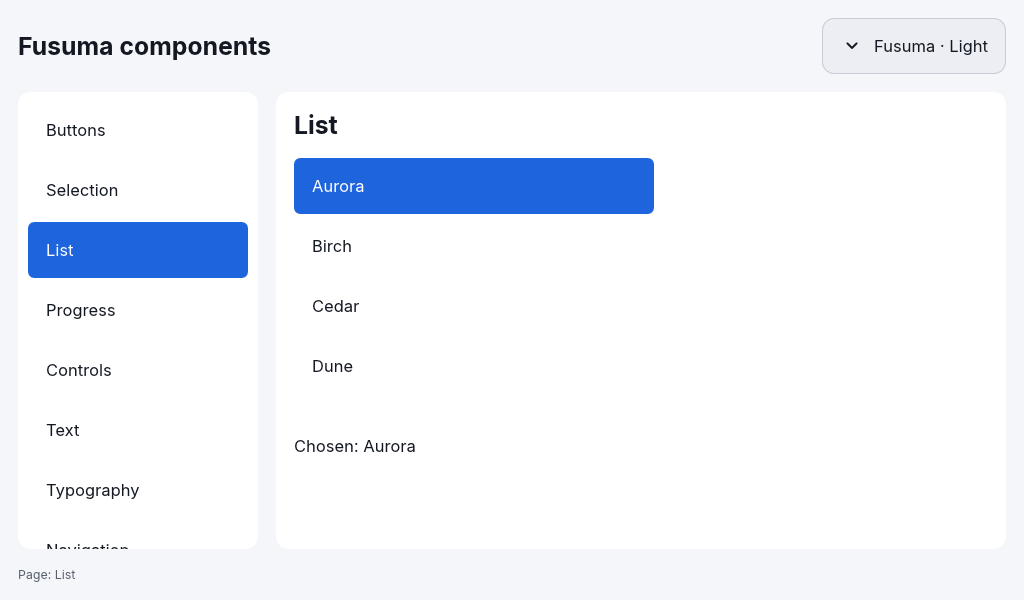 Fusuma components
Fusuma · Light
Buttons
Selection
List
Progress
Controls
Text
Typography
Navigation
List
Aurora
Birch
Cedar
Dune
Chosen: Aurora
Page: List